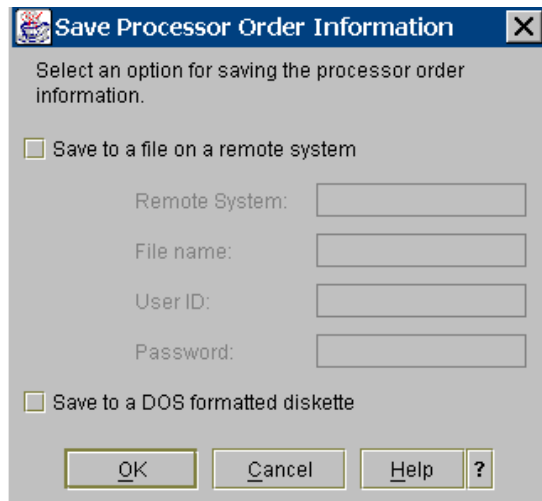 Save Processor Order Information
Select an option for saving the processor order
information.
Save to a file on a remote system
Remote System:
File name:
User ID:
Password:
Save to a DOS formatted diskette
OK Cancel Help ?